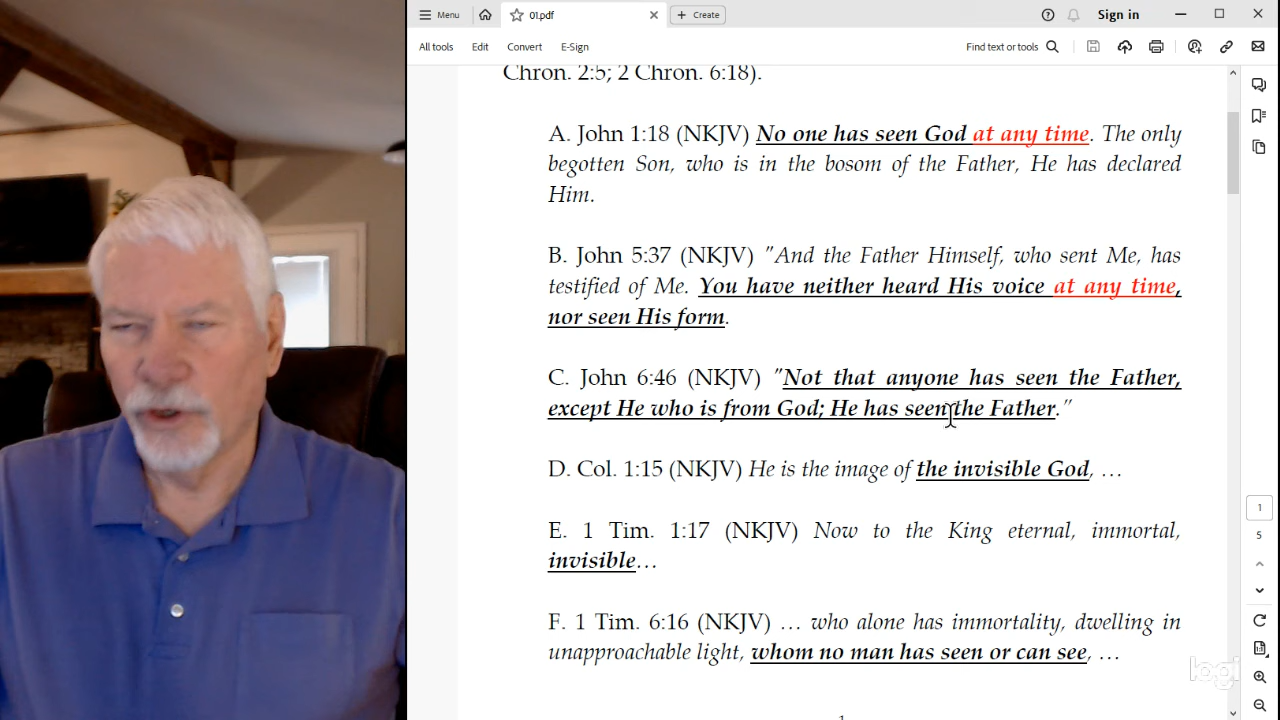 Menu
01.pdf
Create
Sign in
All tools
Edit
Convert
E-Sign
Find text or tools
Chron. 2:5; 2 Chron. 6:18).
A. John 1:18 (NKJV) No one has seen God at any time. The only
begotten Son, who is in the bosom of the Father, He has declared
Him.
B. John 5:37 (NKJV) "And the Father Himself, who sent Me, has
testified of Me. You have neither heard His voice at any time,
nor seen His form.
C. John 6:46 (NKJV) "Not that anyone has seen the Father,
except He who is from God; He has seen the Father."
D. Col. 1:15 (NKJV) He is the image of the invisible God, …
E. 1 Tim. 1:17 (NKJV) Now to the King eternal, immortal,
invisible…
F. 1 Tim. 6:16 (NKJV) … who alone has immortality, dwelling in
unapproachable light, whom no man has seen or can see, …
1
5
logi